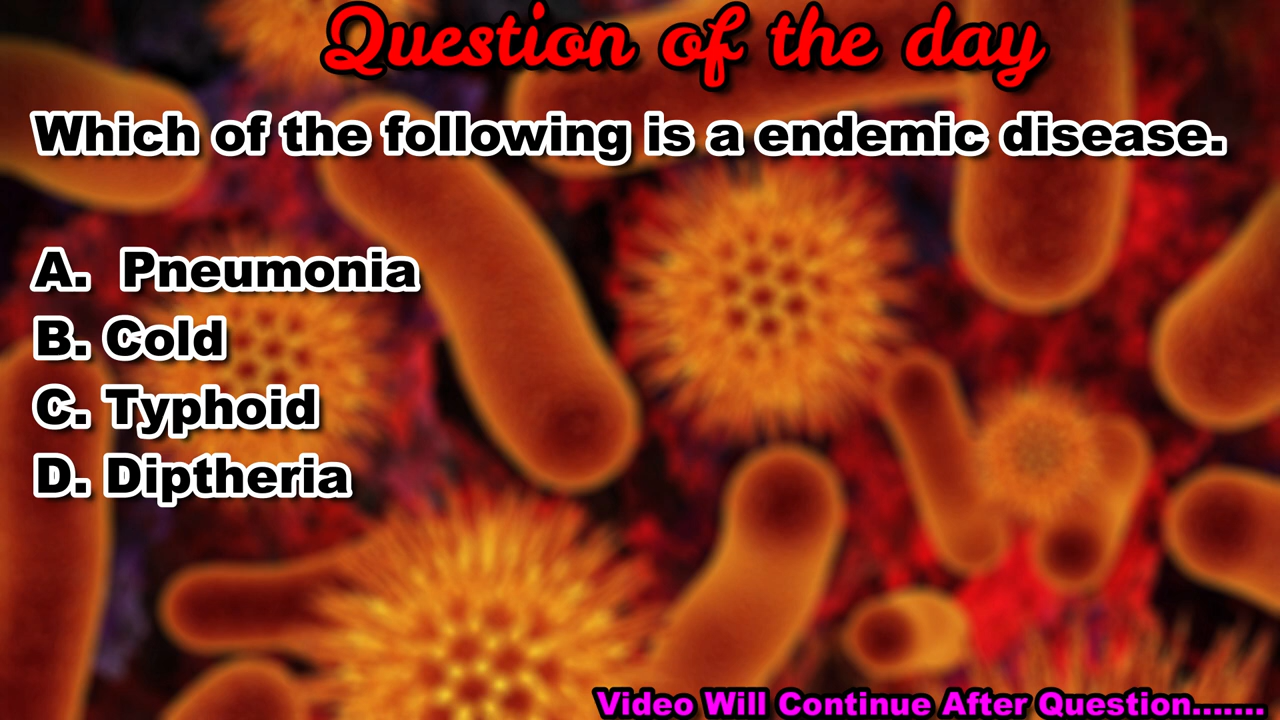 Question of the day
Which of the following is a endemic disease.
A. Pneumonia
B. Cold
C. Typhoid
D. Diptheria
Video Will Continue After Question.......